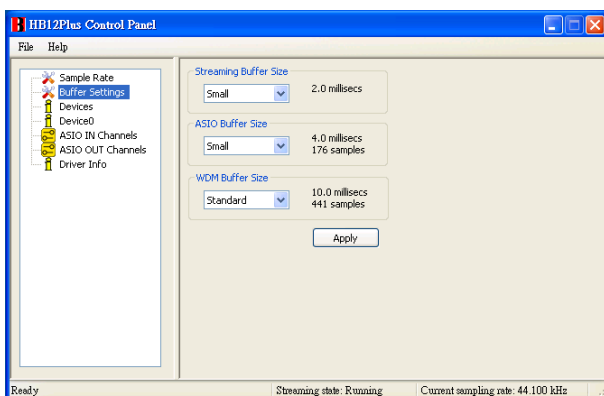 HB12Plus Control Panel
File Help
Sample Rate
Buffer Settings
Devices
Device0
ASIO IN Channels
ASIO OUT Channels
Driver Info
Streaming Buffer Size
Small
2.0 millisecs
ASIO Buffer Size
Small
4.0 millisecs
176 samples
WDM Buffer Size
Standard
10.0 millisecs
441 samples
Apply
Ready
Streaming state: Running
Current sampling rate: 44.100 kHz